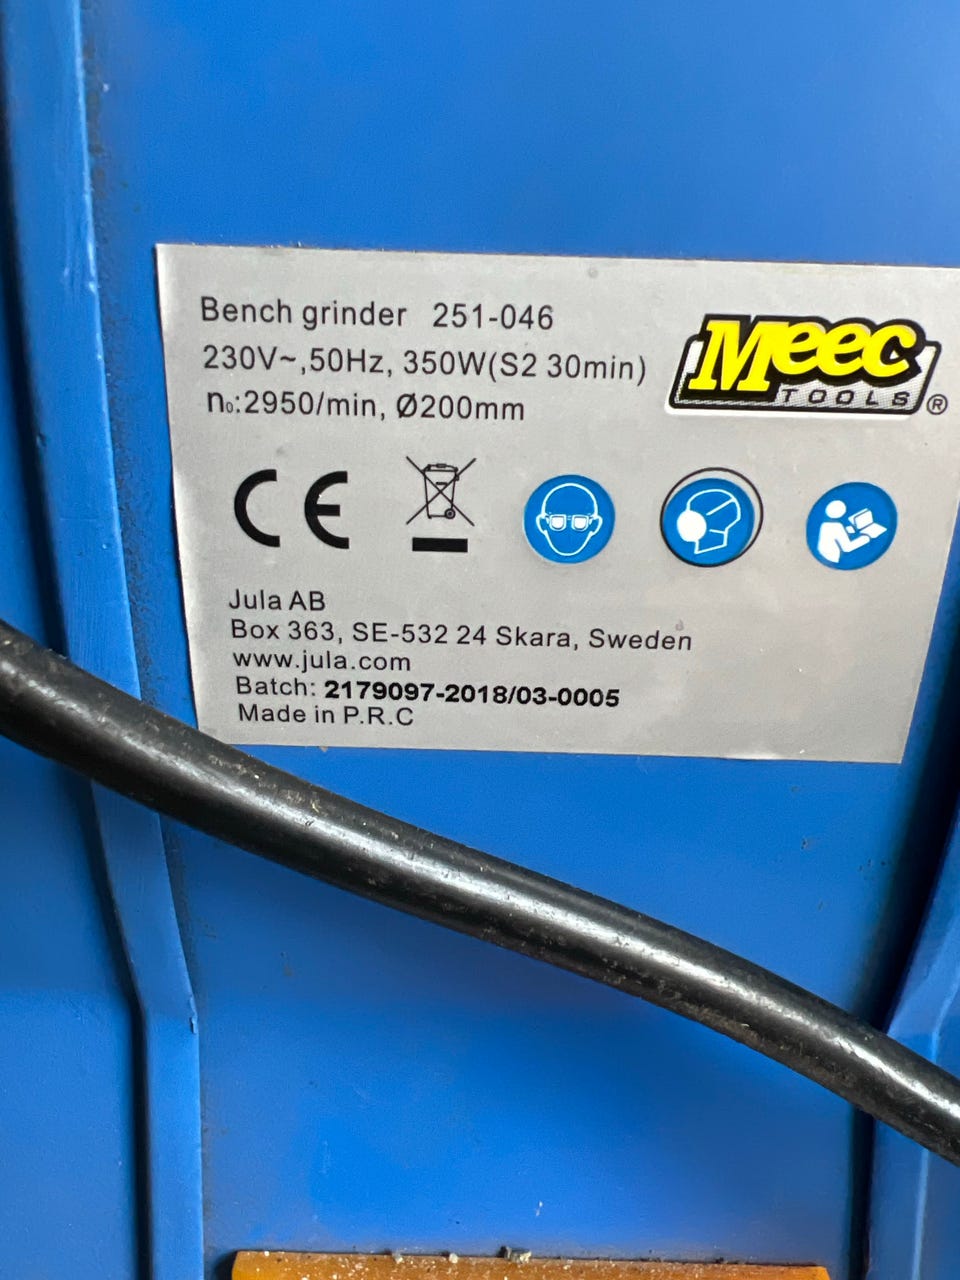 Bench grinder 251-046
230V~,50Hz, 350W(S2 30min)
n₀:2950/min, Ø200mm
Meec
TOOLS®
CE
Jula AB
Box 363, SE-532 24 Skara, Sweden
www.jula.com
Batch: 2179097-2018/03-0005
Made in P.R.C